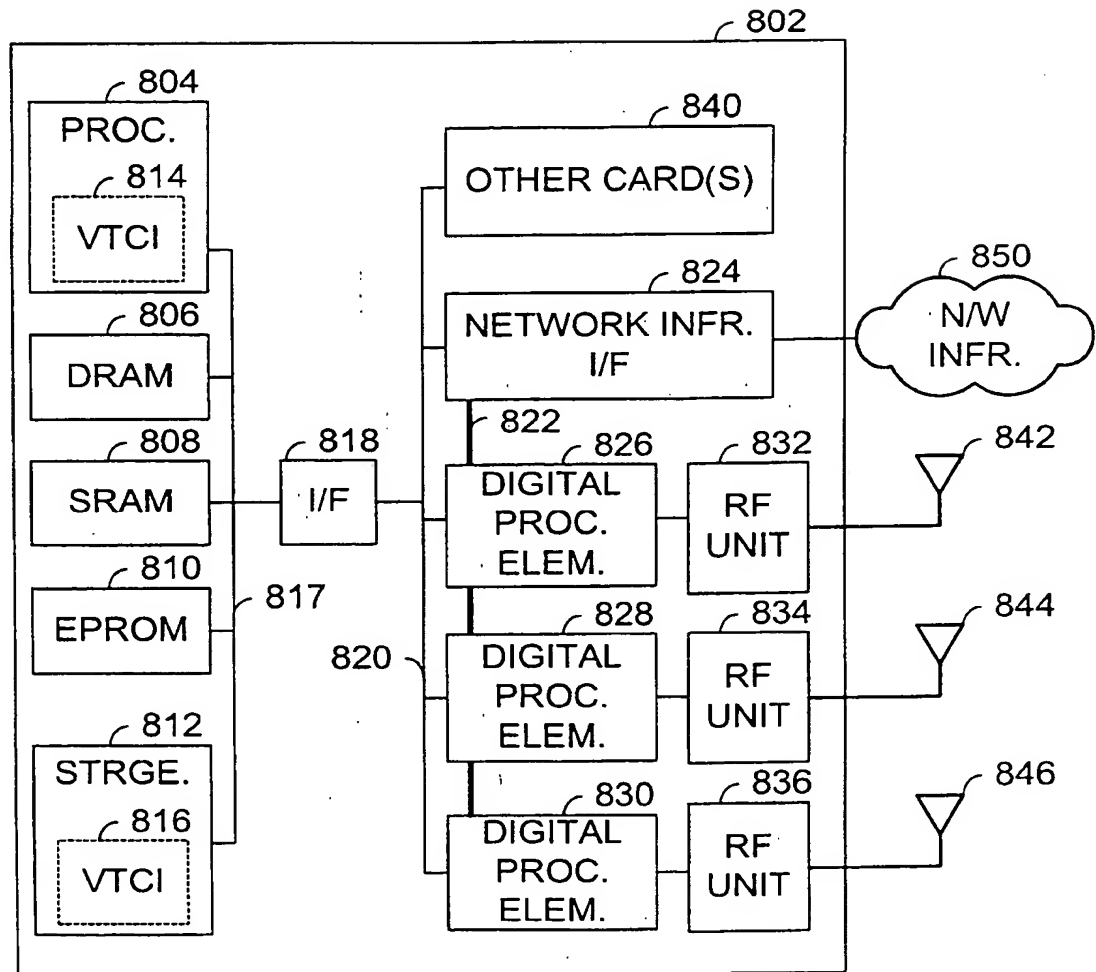 802
804
PROC.
814
VTCI
806
DRAM
808
SRAM
810
EPROM
817
812
STRGE.
816
VTCI
818
I/F
820
840
OTHER CARD(S)
824
NETWORK INFR.
I/F
822
826
DIGITAL
PROC.
ELEM.
832
RF
UNIT
828
DIGITAL
PROC.
ELEM.
834
RF
UNIT
830
DIGITAL
PROC.
ELEM.
836
RF
UNIT
850
N/W
INFR.
842
844
846